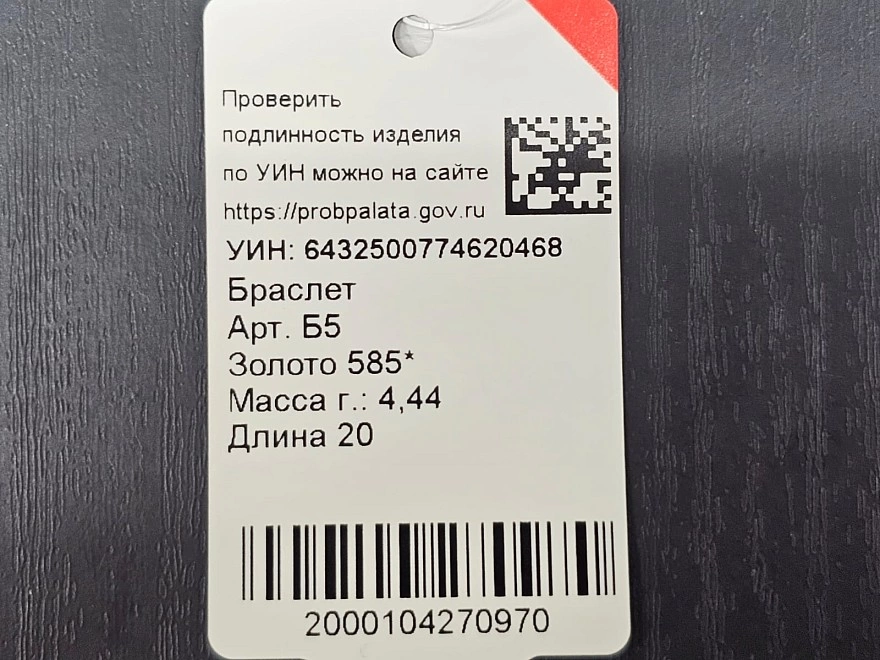 Проверить
подлинность изделия
по УИН можно на сайте
https://probpalata.gov.ru
УИН: 6432500774620468
Браслет
Арт. Б5
Золото 585*
Масса г.: 4,44
Длина 20
2000104270970